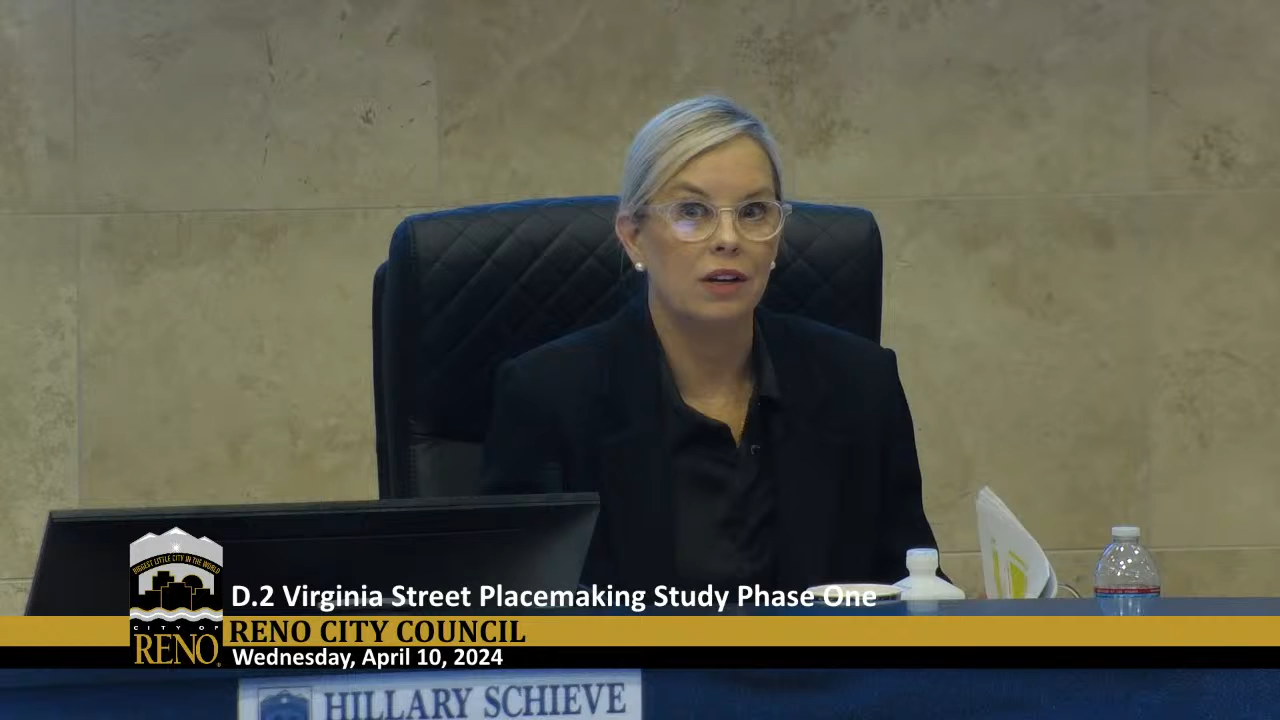 BIGGEST LITTLE CITY IN THE WORLD
CITY OF
RENO
D.2 Virginia Street Placemaking Study Phase One
RENO CITY COUNCIL
Wednesday, April 10, 2024
HILLARY SCHIEVE